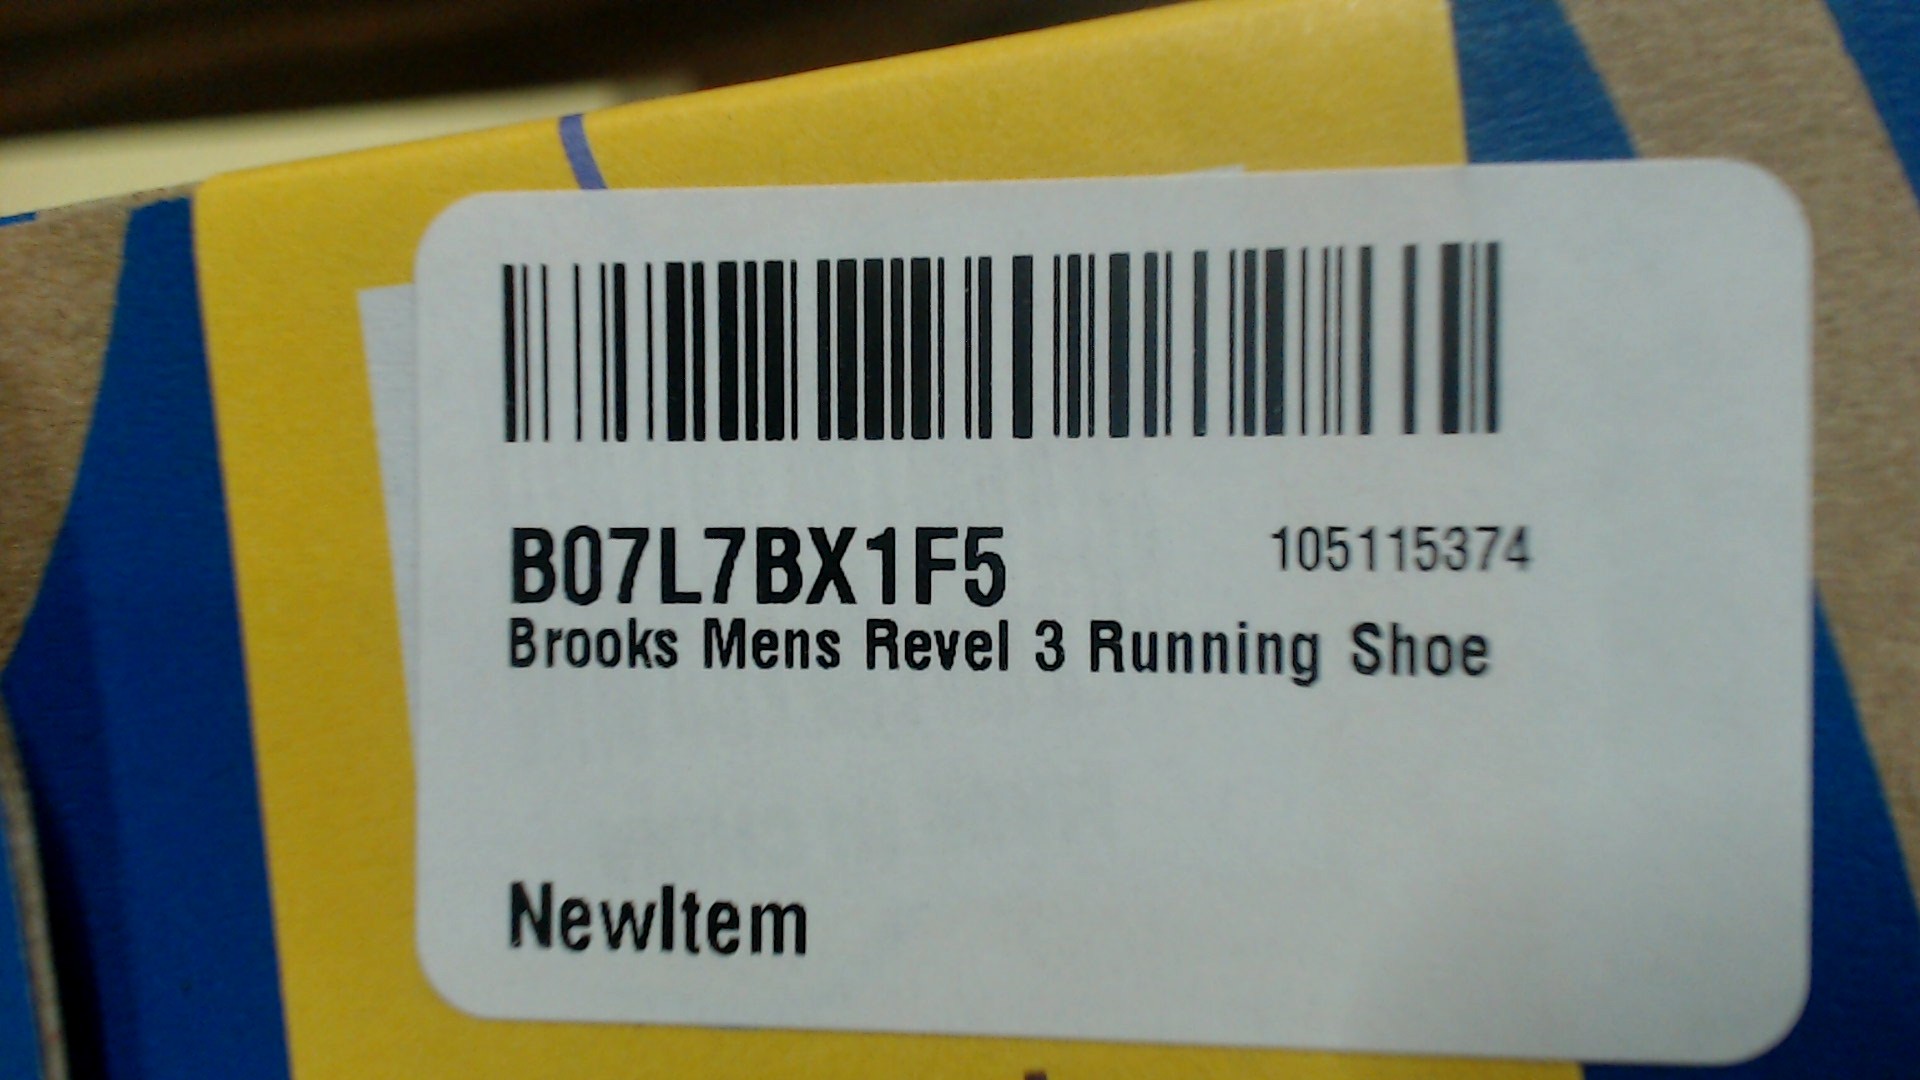 B07L7BX1F5 105115374
Brooks Mens Revel 3 Running Shoe
NewItem